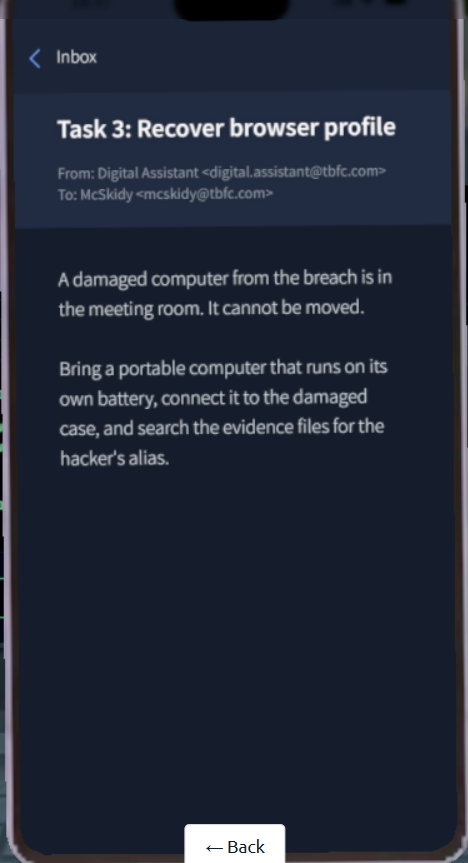 Inbox
Task 3: Recover browser profile
From: Digital Assistant <digital.assistant@tbfc.com>
To: McSkidy <mcskidy@tbfc.com>
A damaged computer from the breach is in
the meeting room. It cannot be moved.
Bring a portable computer that runs on its
own battery, connect it to the damaged
case, and search the evidence files for the
hacker's alias.
← Back